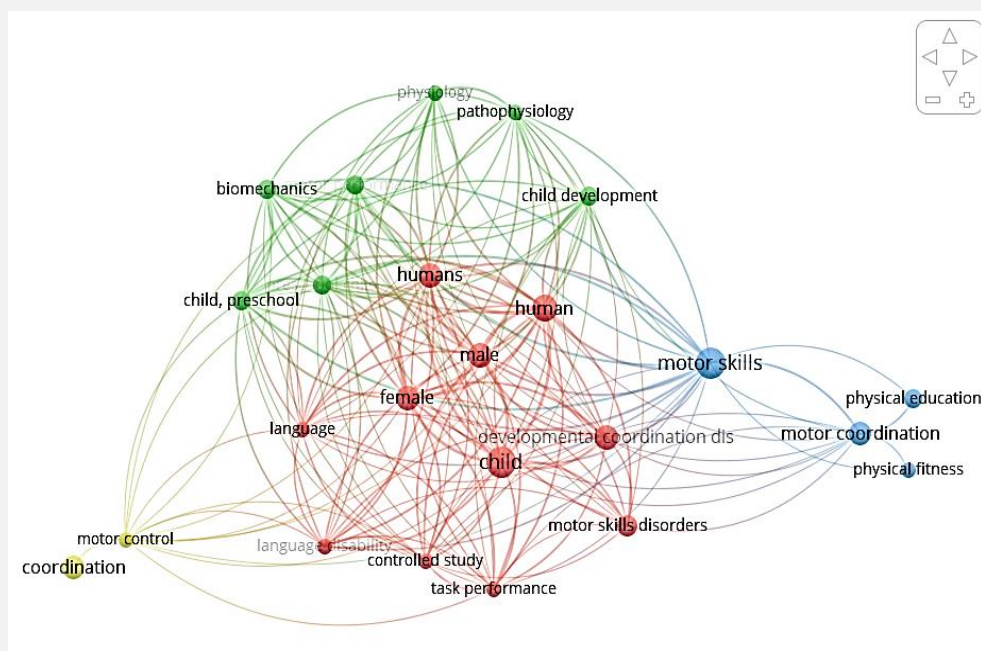 physiology
pathophysiology
biomechanics
child development
humans
child, preschool
human
male
motor skills
female
physical education
language
developmental coordination dis
motor coordination
child
physical fitness
motor skills disorders
motor control
language disability
controlled study
coordination
task performance